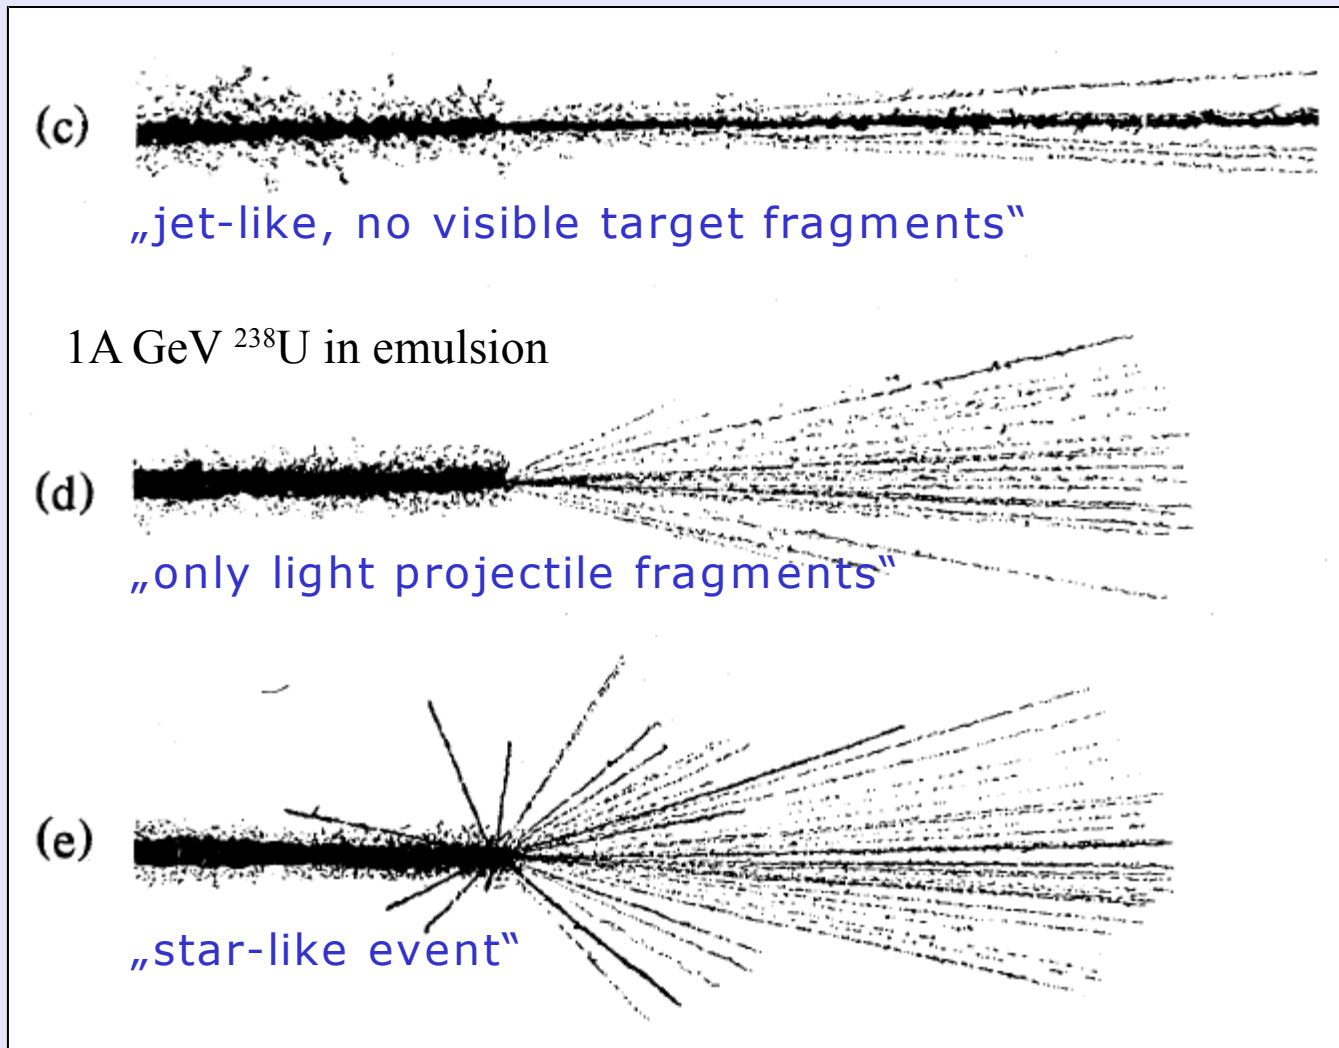 (c)
„jet-like, no visible target fragments“
1A GeV ²³⁸U in emulsion
(d)
„only light projectile fragments“
(e)
„star-like event“